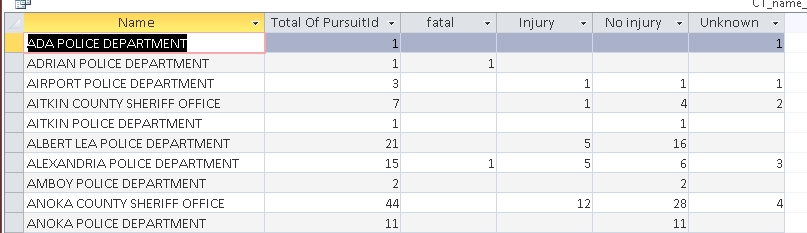 CT_name_
Name Total Of PursuitId fatal Injury No injury Unknown
ADA POLICE DEPARTMENT 1 1
ADRIAN POLICE DEPARTMENT 1 1
AIRPORT POLICE DEPARTMENT 3 1 1 1
AITKIN COUNTY SHERIFF OFFICE 7 1 4 2
AITKIN POLICE DEPARTMENT 1 1
ALBERT LEA POLICE DEPARTMENT 21 5 16
ALEXANDRIA POLICE DEPARTMENT 15 1 5 6 3
AMBOY POLICE DEPARTMENT 2 2
ANOKA COUNTY SHERIFF OFFICE 44 12 28 4
ANOKA POLICE DEPARTMENT 11 11